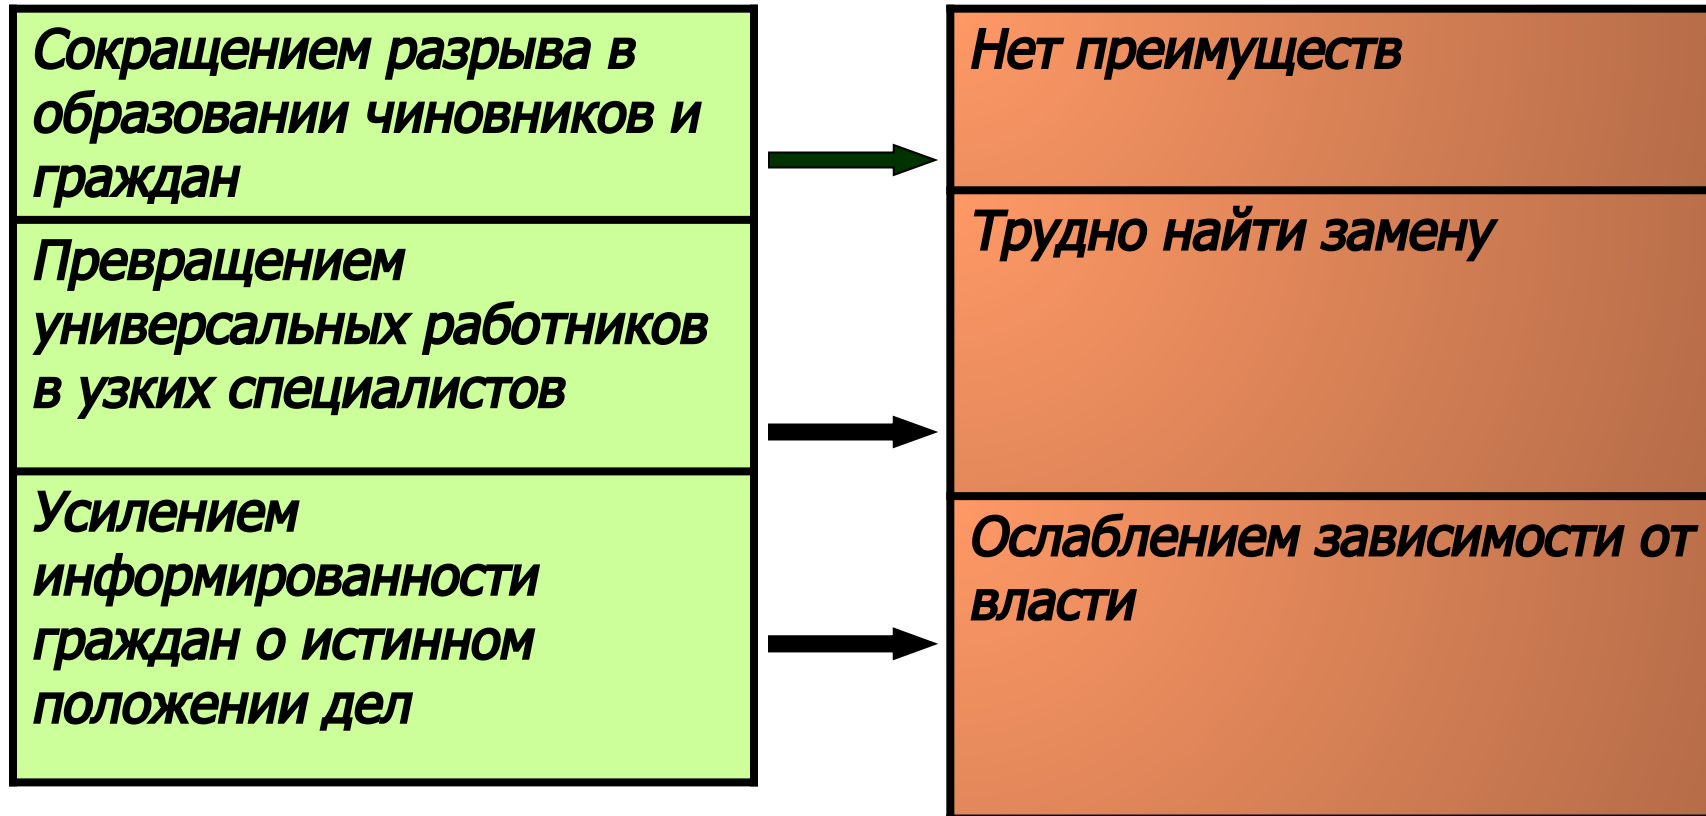 Сокращением разрыва в
образовании чиновников и
граждан
Превращением
универсальных работников
в узких специалистов
Усилением
информированности
граждан о истинном
положении дел
Нет преимуществ
Трудно найти замену
Ослаблением зависимости от
власти